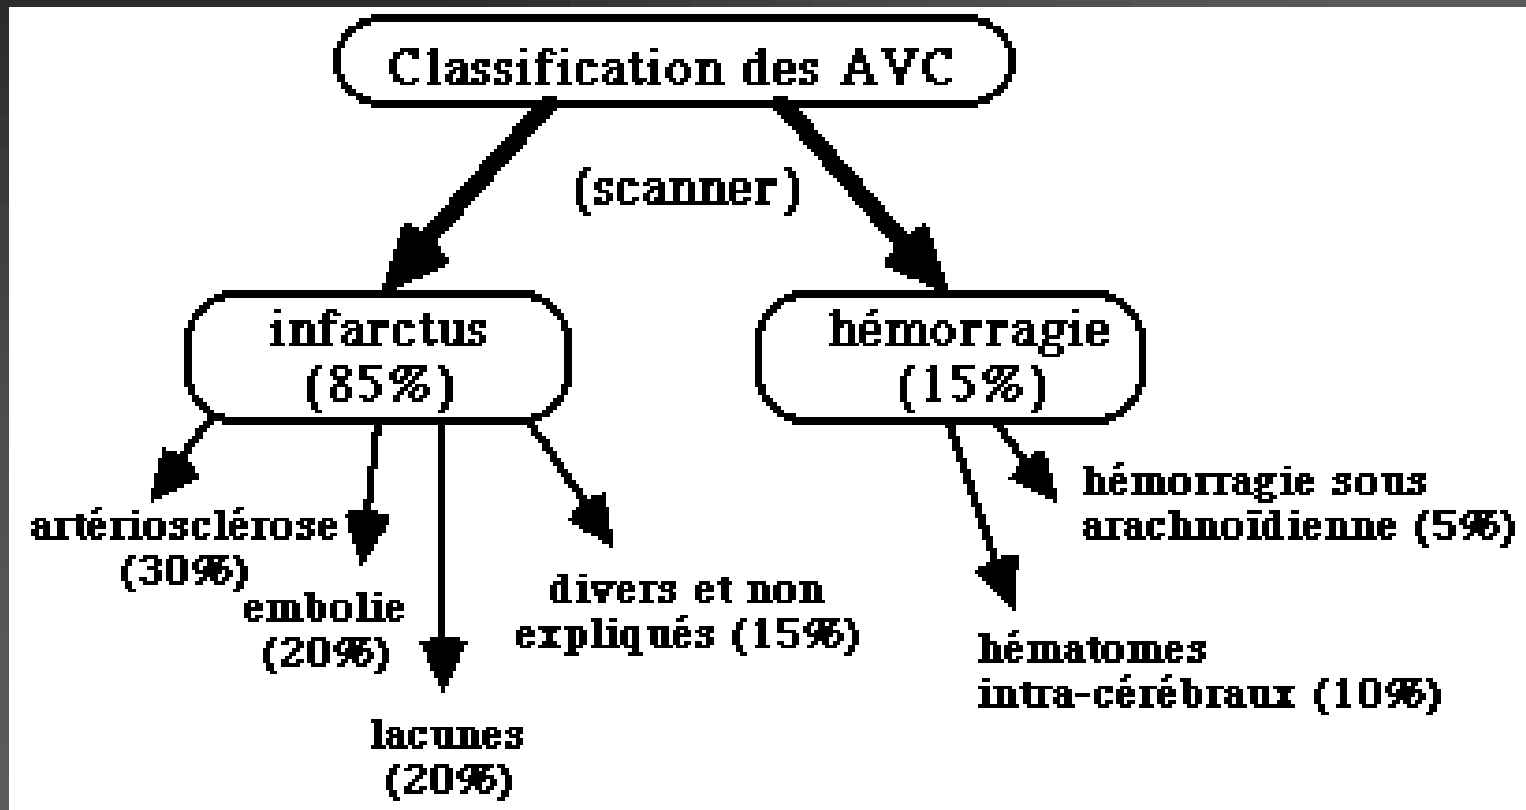 Classification des AVC
(scanner)
infarctus
(85%)
hémorragie
(15%)
artériosclérose
(30%)
embolie
(20%)
lacunes
(20%)
divers et non
expliqués (15%)
hémorragie sous
arachnoïdienne (5%)
hématomes
intra-cérébraux (10%)